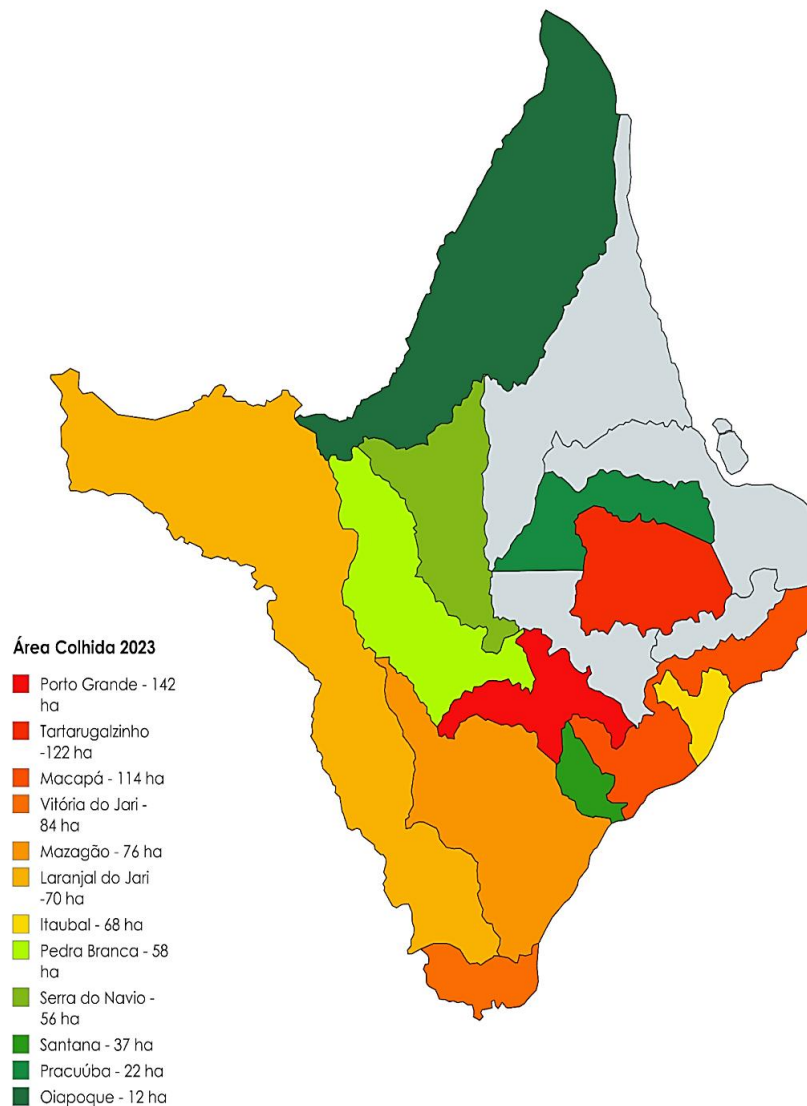 Área Colhida 2023
Porto Grande - 142
ha
Tartarugalzinho
-122 ha
Macapá - 114 ha
Vitória do Jari -
84 ha
Mazagão - 76 ha
Laranjal do Jari
-70 ha
Itaubal - 68 ha
Pedra Branca - 58
ha
Serra do Navio -
56 ha
Santana - 37 ha
Pracuúba - 22 ha
Oiapoque - 12 ha